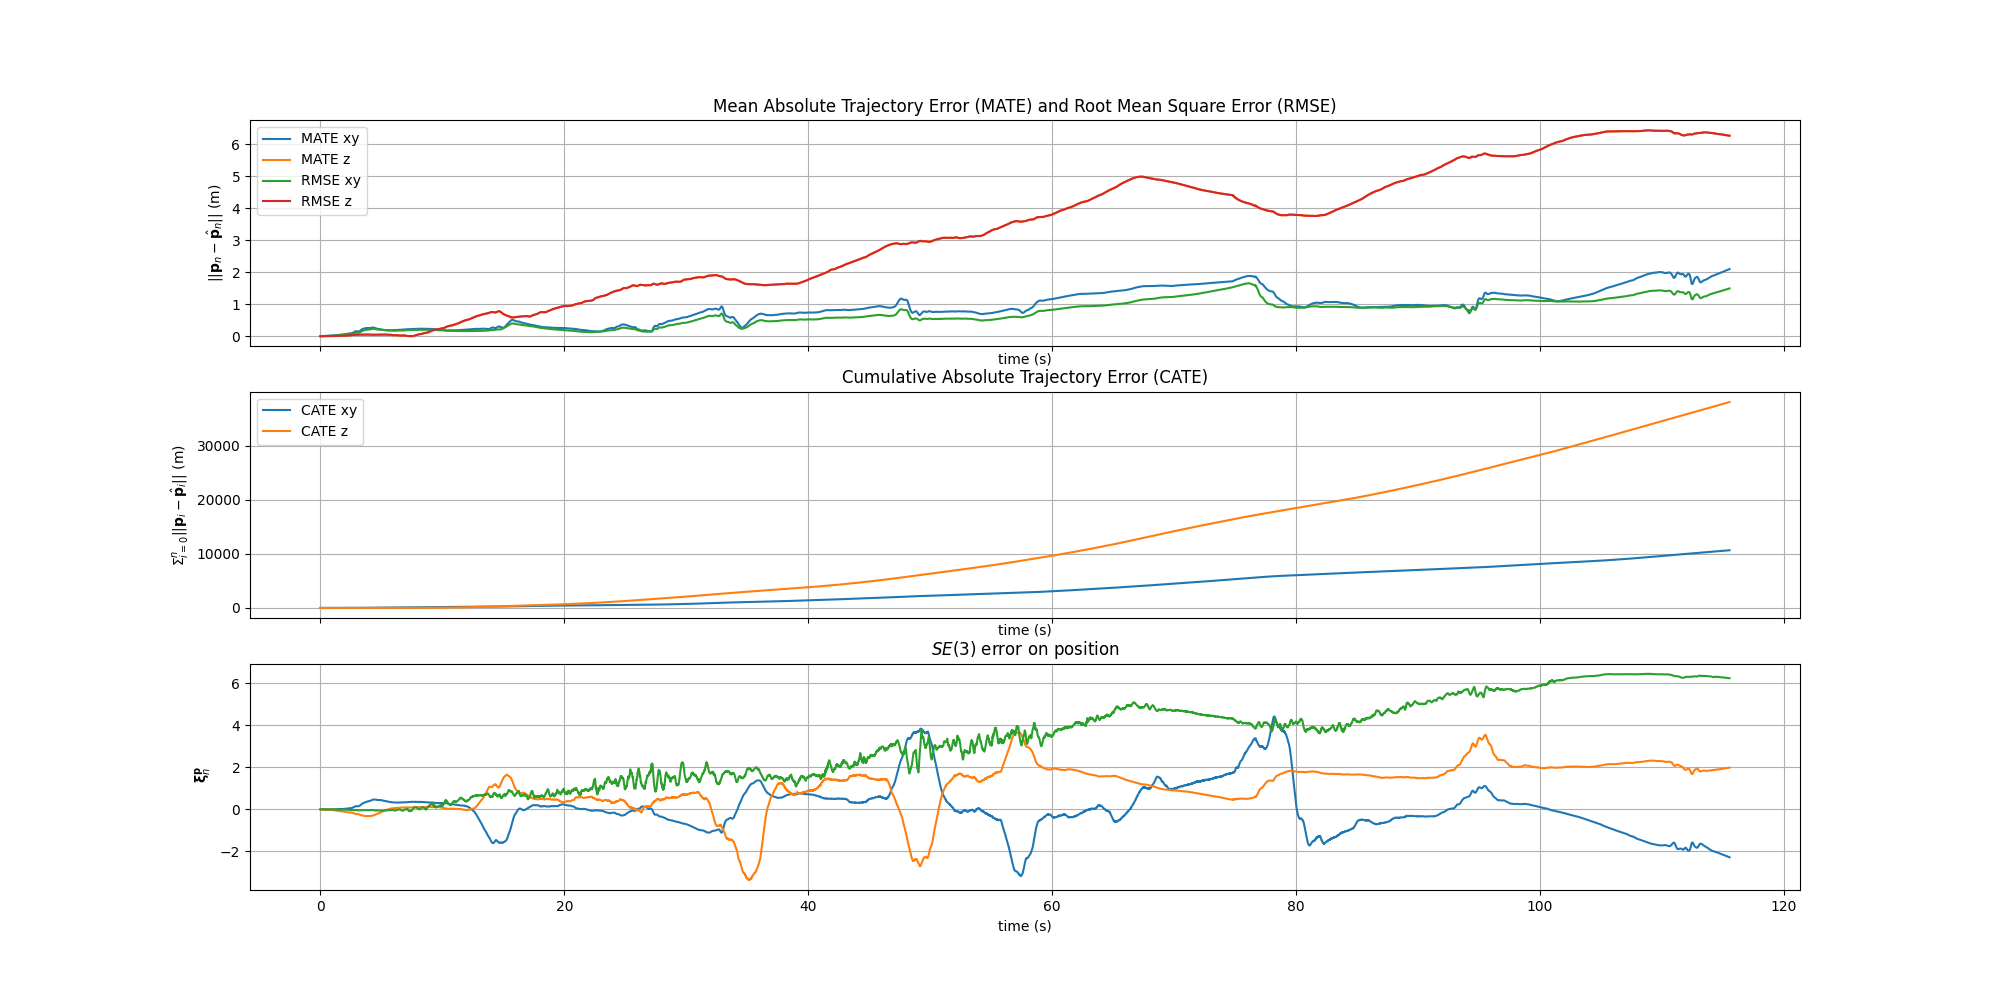 Mean Absolute Trajectory Error (MATE) and Root Mean Square Error (RMSE)
||𝐩ₙ − 𝐩̂ₙ|| (m)
6
5
4
3
2
1
0
MATE xy
MATE z
RMSE xy
RMSE z
time (s)
Cumulative Absolute Trajectory Error (CATE)
Σⁿᵢ₌₀||𝐩ᵢ − 𝐩̂ᵢ|| (m)
30000
20000
10000
0
CATE xy
CATE z
time (s)
SE(3) error on position
6
4
2
0
−2
0 20 40 60 80 100 120
time (s)